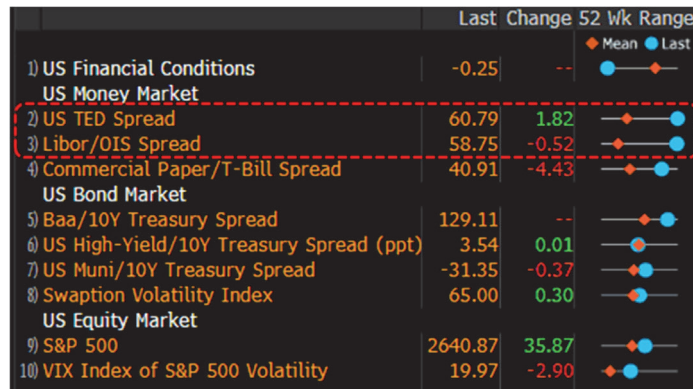 Last Change 52 Wk Range
Mean Last
1) US Financial Conditions -0.25 --
US Money Market
2) US TED Spread 60.79 1.82
3) Libor/OIS Spread 58.75 -0.52
4) Commercial Paper/T-Bill Spread 40.91 -4.43
US Bond Market
5) Baa/10Y Treasury Spread 129.11 --
6) US High-Yield/10Y Treasury Spread (ppt) 3.54 0.01
7) US Muni/10Y Treasury Spread -31.35 -0.37
8) Swaption Volatility Index 65.00 0.30
US Equity Market
9) S&P 500 2640.87 35.87
10) VIX Index of S&P 500 Volatility 19.97 -2.90